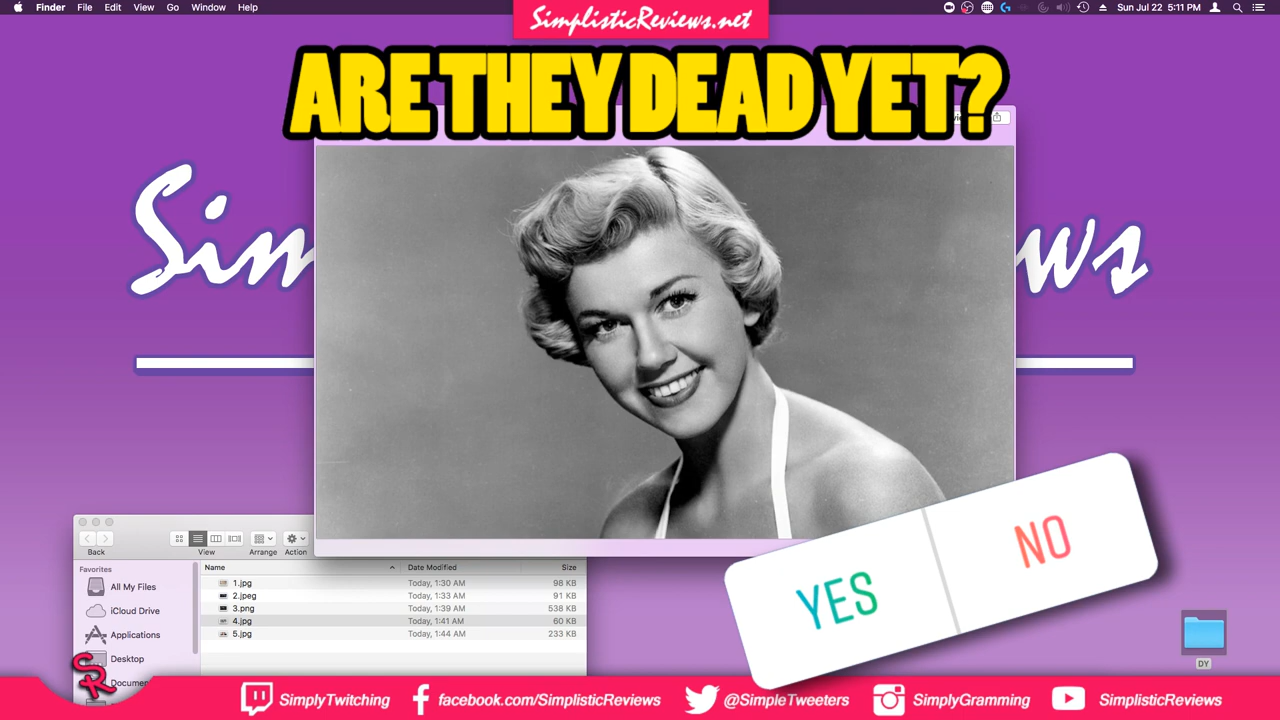 Finder File Edit View Go Window Help
Sun Jul 22 5:11 PM
SimplisticReviews.net
ARE THEY DEAD YET?
Sim
ews
YES
NO
Back
View
Arrange
Action
Favorites
All My Files
iCloud Drive
Applications
Desktop
Documen
Name Date Modified Size
1.jpg Today, 1:30 AM 98 KB
2.jpeg Today, 1:33 AM 91 KB
3.png Today, 1:39 AM 538 KB
4.jpg Today, 1:41 AM 60 KB
5.jpg Today, 1:44 AM 233 KB
DY
SR
SimplyTwitching
facebook.com/SimplisticReviews
@SimpleTweeters
SimplyGramming
SimplisticReviews